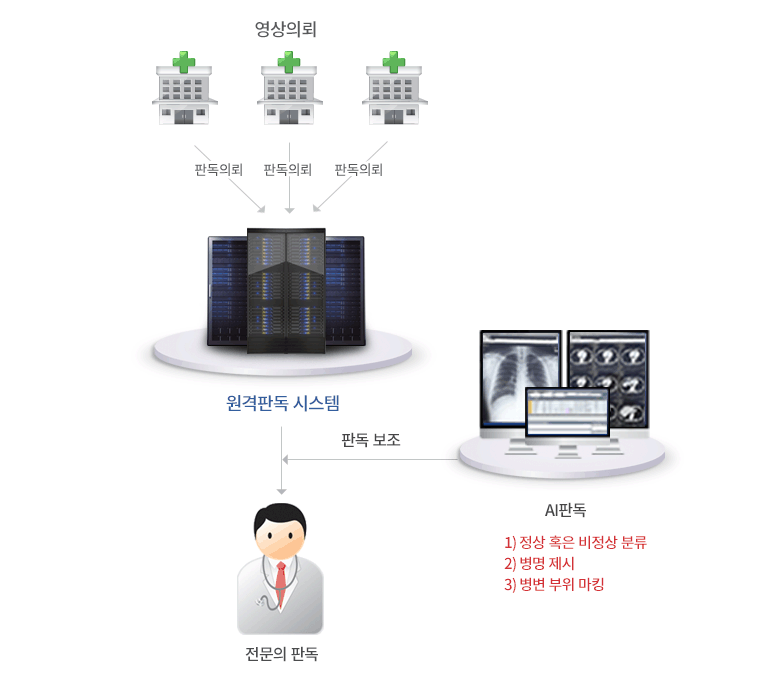 영상의뢰
판독의뢰
판독의뢰
판독의뢰
원격판독 시스템
판독 보조
AI판독
1) 정상 혹은 비정상 분류
2) 병명 제시
3) 병변 부위 마킹
전문의 판독